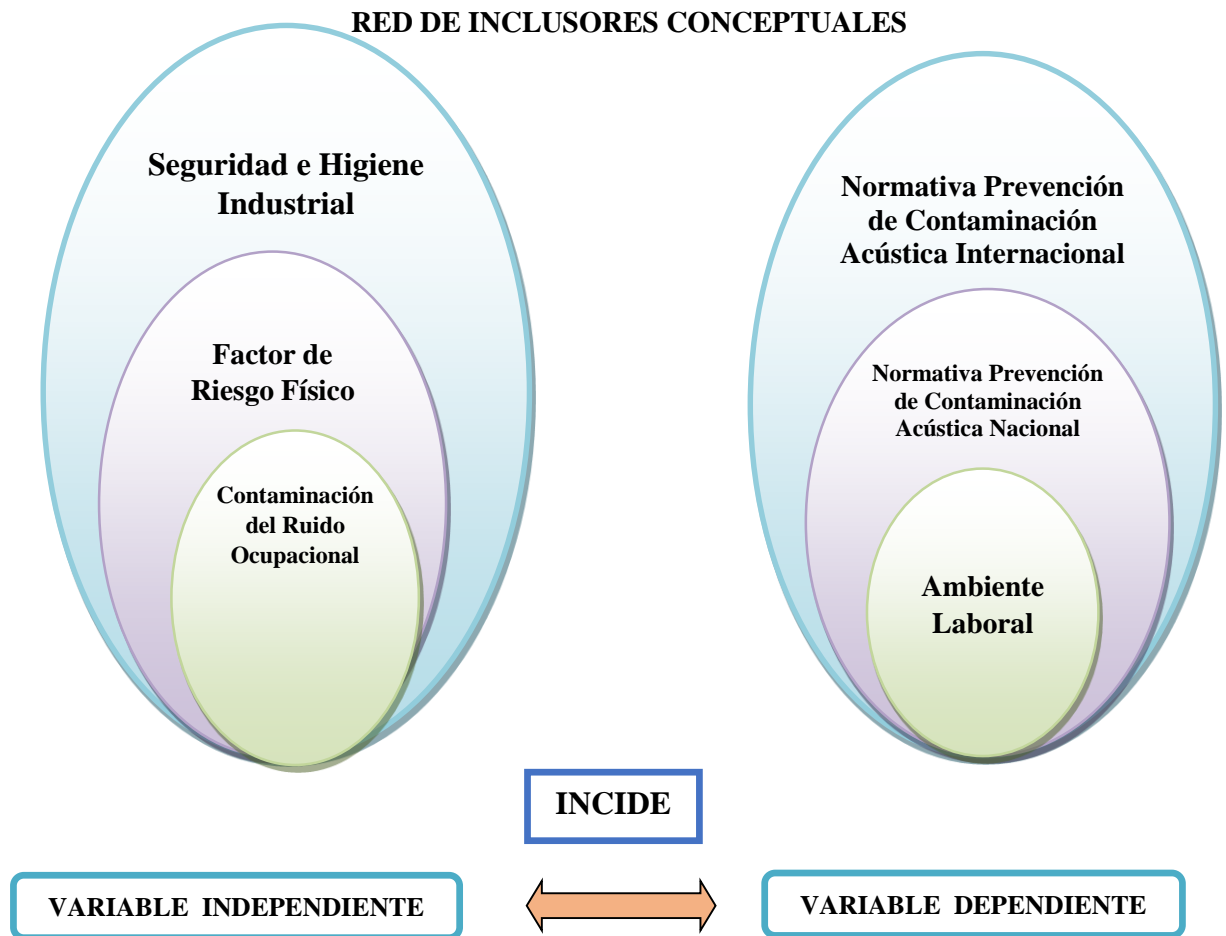 RED DE INCLUSORES CONCEPTUALES
Seguridad e Higiene
Industrial
Factor de
Riesgo Físico
Contaminación
del Ruido
Ocupacional
Normativa Prevención
de Contaminación
Acústica Internacional
Normativa Prevención
de Contaminación
Acústica Nacional
Ambiente
Laboral
INCIDE
VARIABLE INDEPENDIENTE
VARIABLE DEPENDIENTE